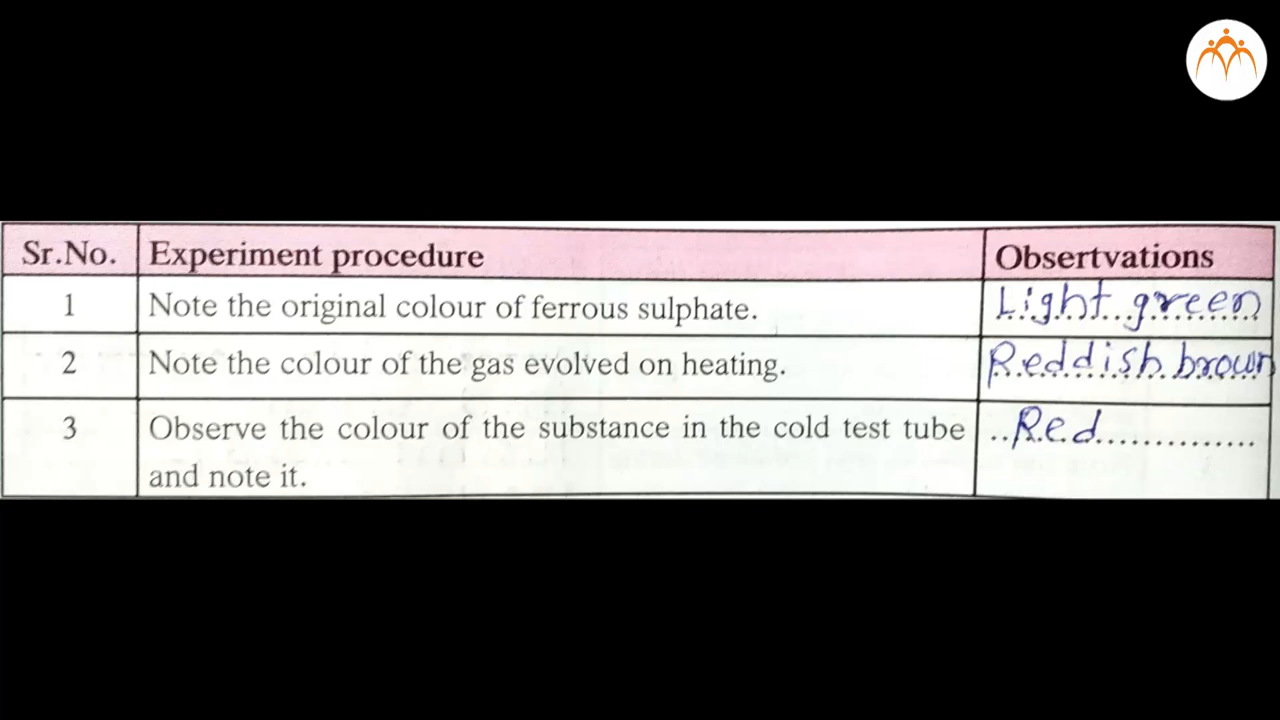 Sr.No. Experiment procedure Obsertvations
1 Note the original colour of ferrous sulphate. Light green
2 Note the colour of the gas evolved on heating. Reddish brown
3 Observe the colour of the substance in the cold test tube ..Red..............
and note it.